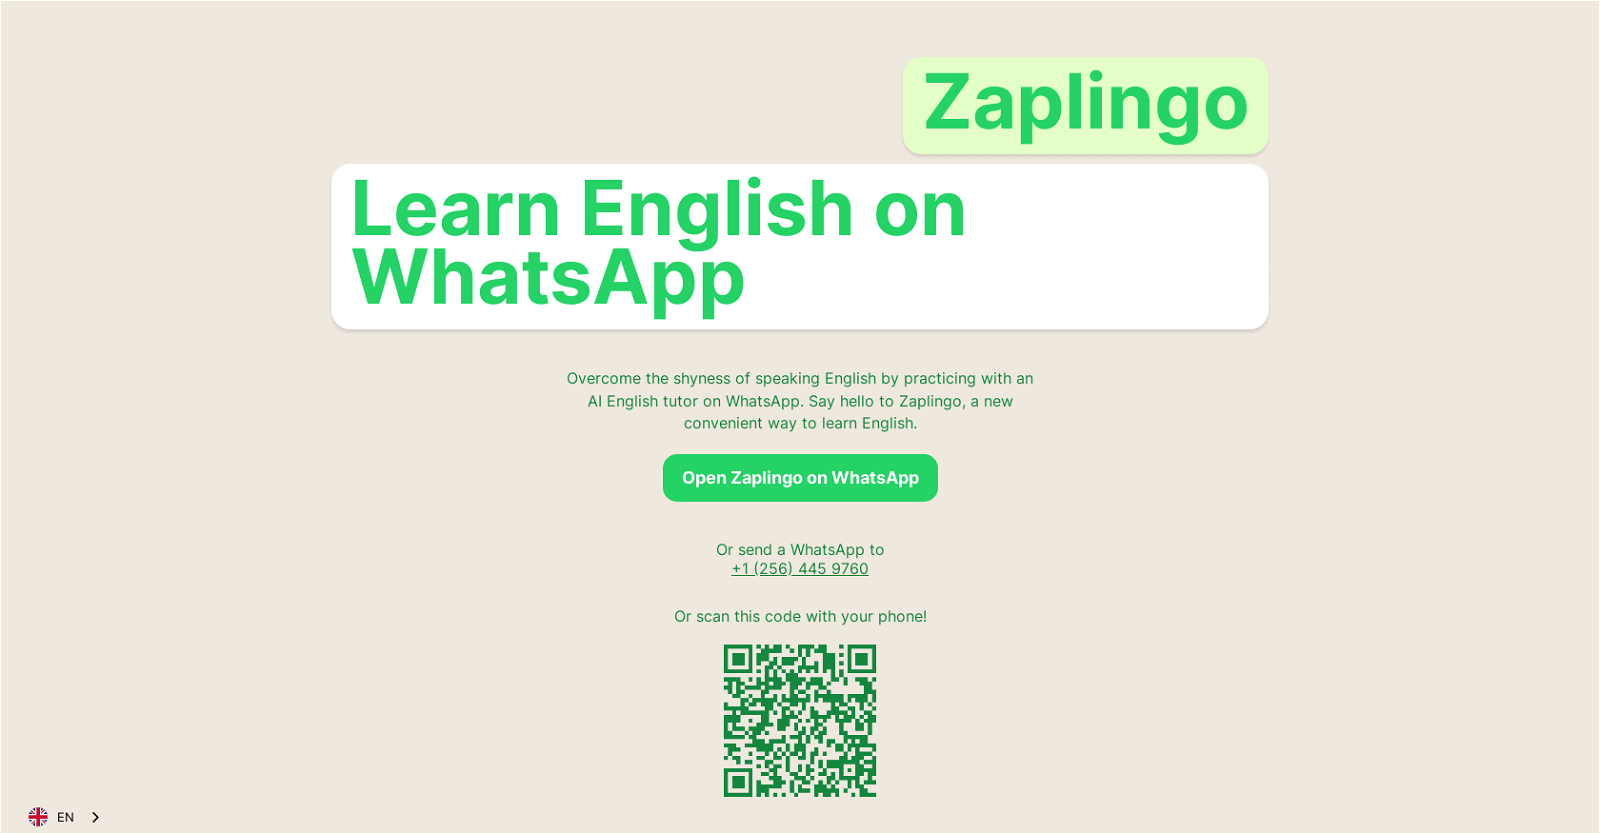 Zaplingo
Learn English on
WhatsApp
Overcome the shyness of speaking English by practicing with an
AI English tutor on WhatsApp. Say hello to Zaplingo, a new
convenient way to learn English.
Open Zaplingo on WhatsApp
Or send a WhatsApp to
+1 (256) 445 9760
Or scan this code with your phone!
EN